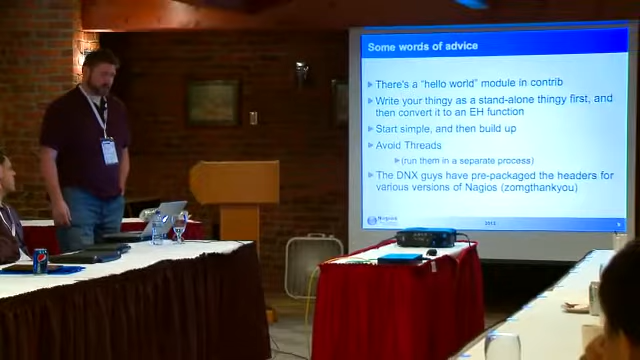 Some words of advice
There's a "hello world" module in contrib
Write your thingy as a stand-alone thingy first, and
then convert it to an EH function
Start simple, and then build up
Avoid Threads
(run them in a separate process)
The DNX guys have pre-packaged the headers for
various versions of Nagios (zomgthankyou)
Nagios